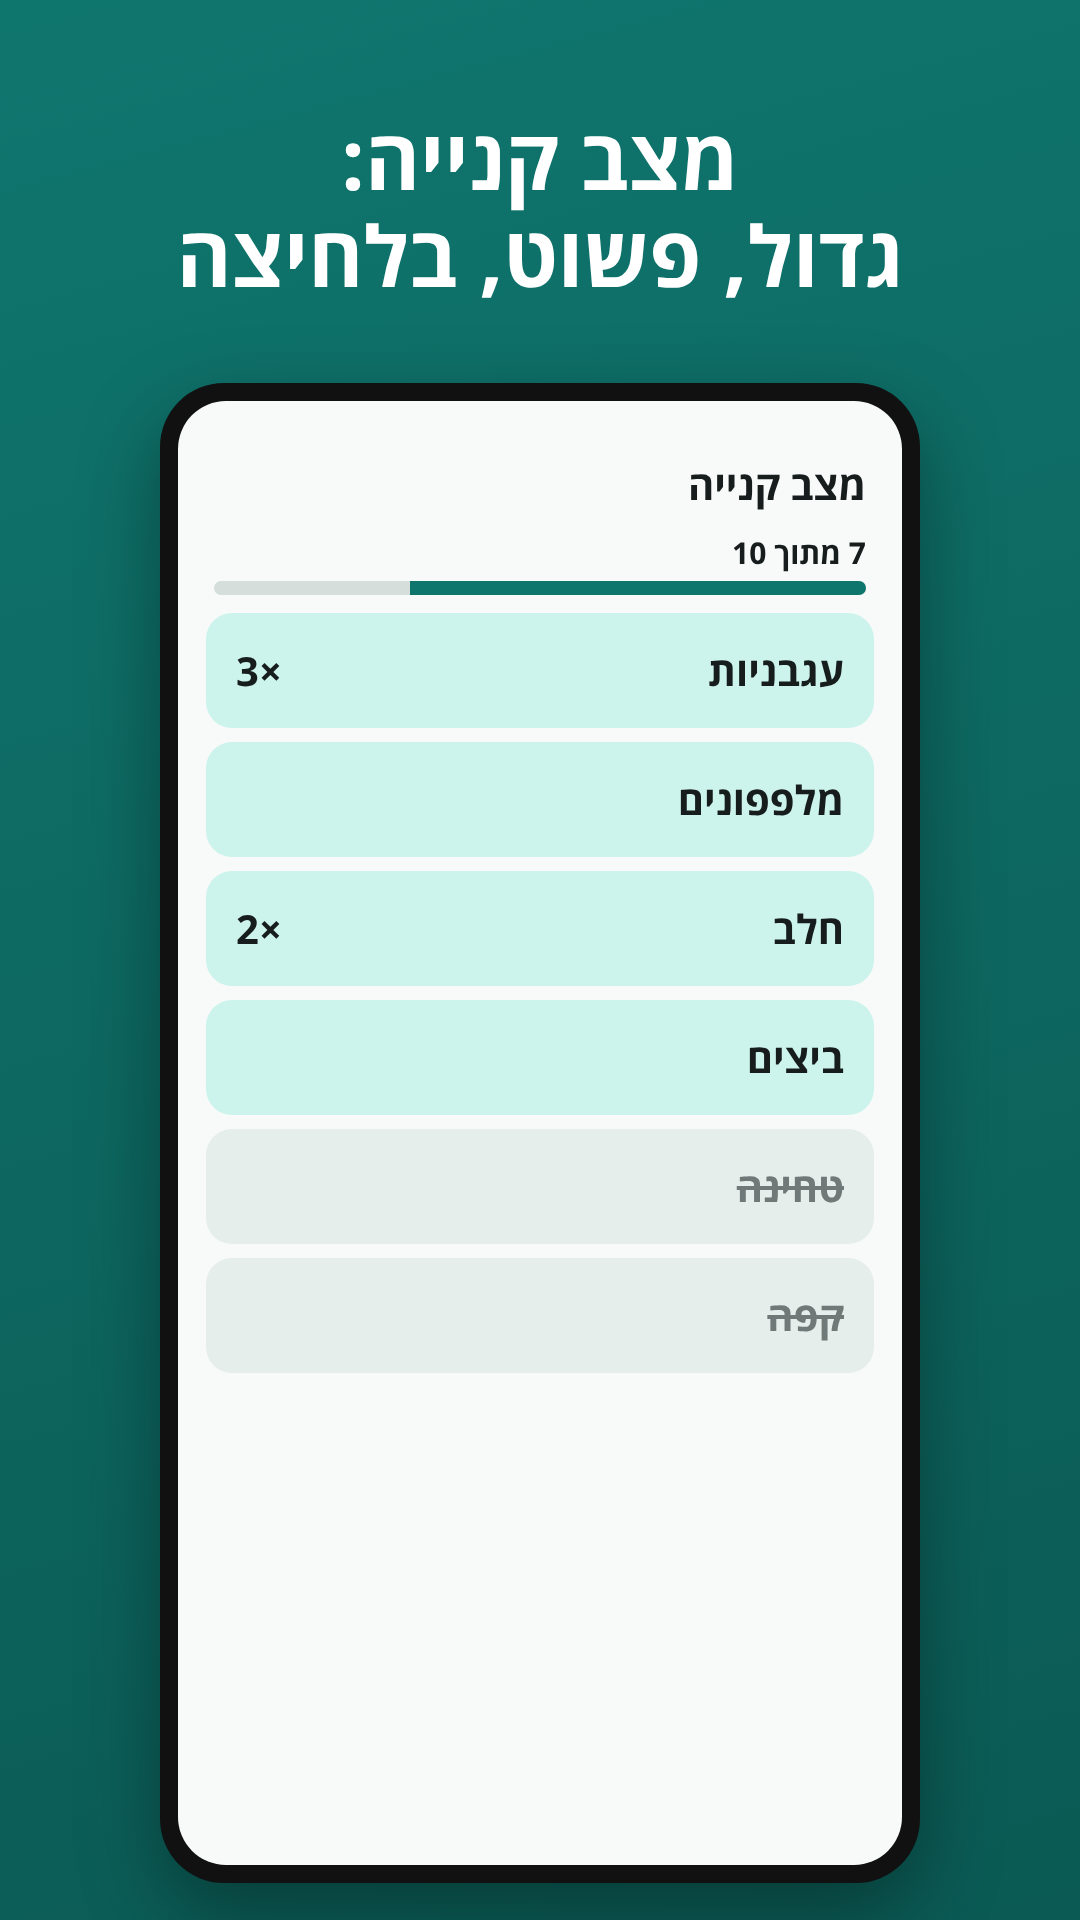 מצב קנייה:
גדול, פשוט, בלחיצה
מצב קנייה
7 מתוך 10
עגבניות ×3
מלפפונים
חלב ×2
ביצים
טחינה
קפה